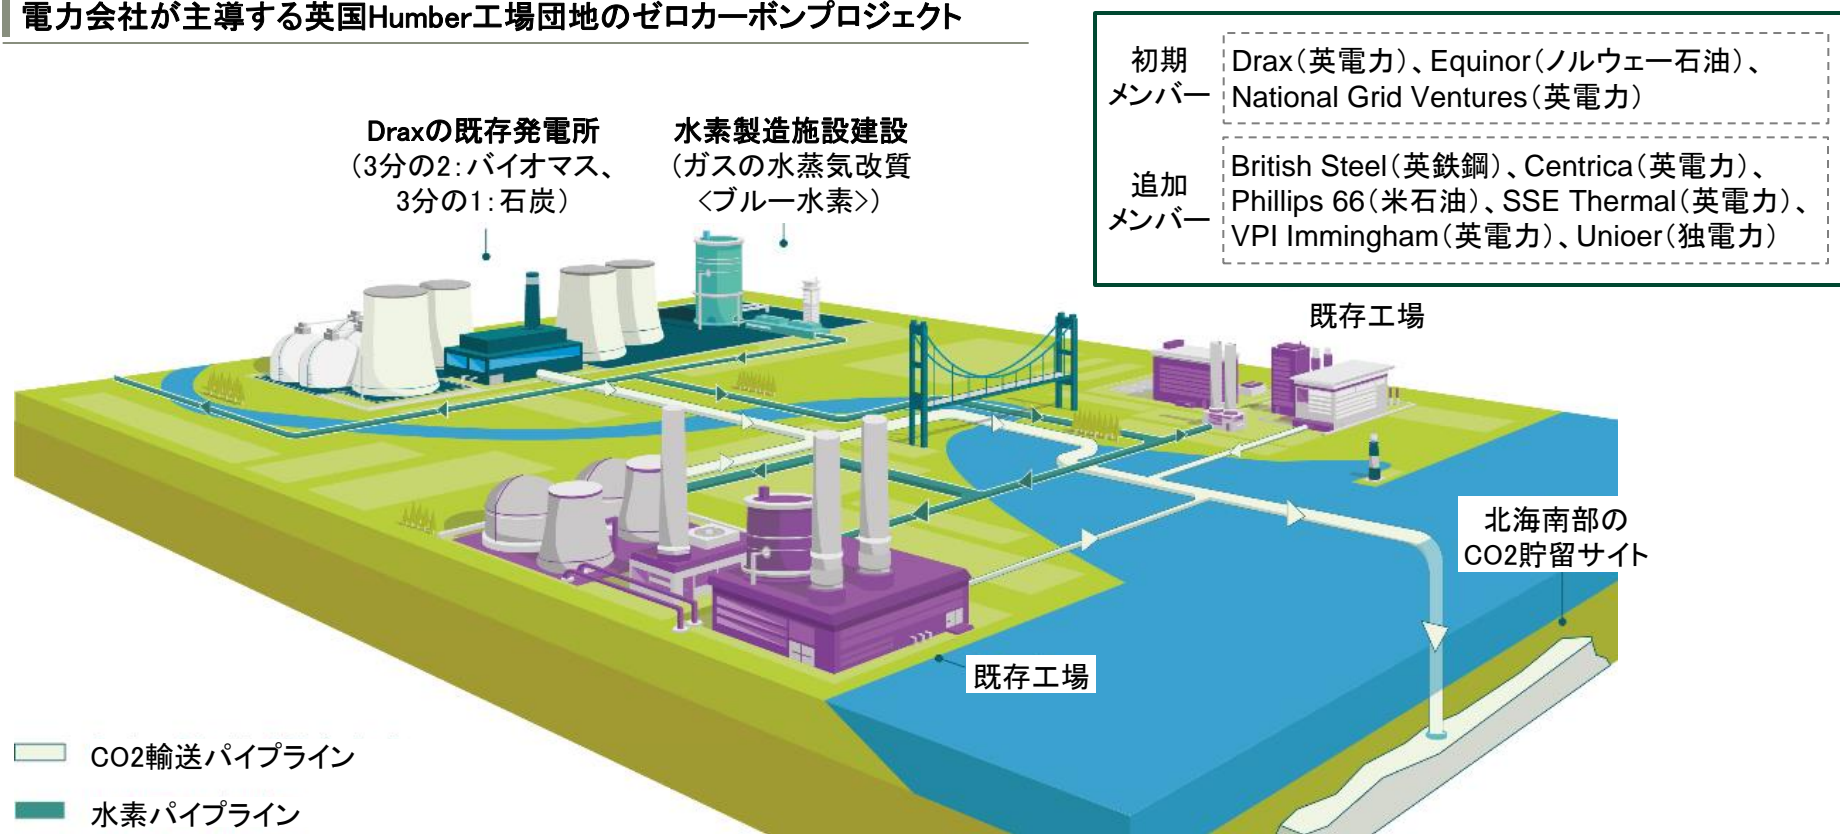 電力会社が主導する英国Humber工場団地のゼロカーボンプロジェクト
初期
メンバー
Drax（英電力）、Equinor（ノルウェー石油）、
National Grid Ventures（英電力）
追加
メンバー
British Steel（英鉄鋼）、Centrica（英電力）、
Phillips 66（米石油）、SSE Thermal（英電力）、
VPI Immingham（英電力）、Unioer（独電力）
Draxの既存発電所
（3分の2：バイオマス、
3分の1：石炭）
水素製造施設建設
（ガスの水蒸気改質
＜ブルー水素＞）
既存工場
北海南部の
CO2貯留サイト
既存工場
CO2輸送パイプライン
水素パイプライン